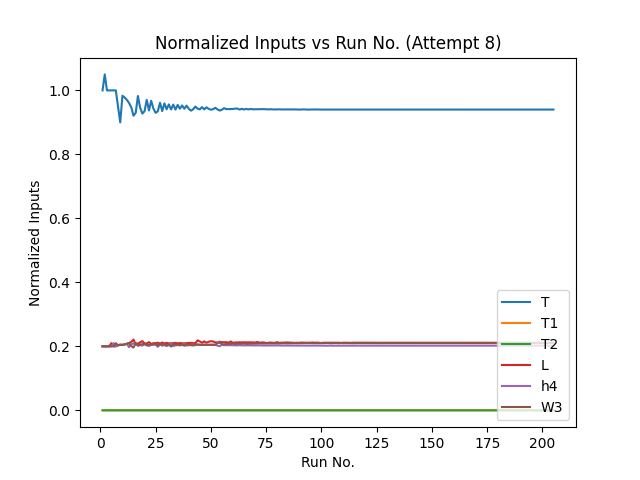 Normalized Inputs vs Run No. (Attempt 8)
Normalized Inputs
1.0
0.8
0.6
0.4
0.2
0.0
T
T1
T2
L
h4
W3
0 25 50 75 100 125 150 175 200
Run No.